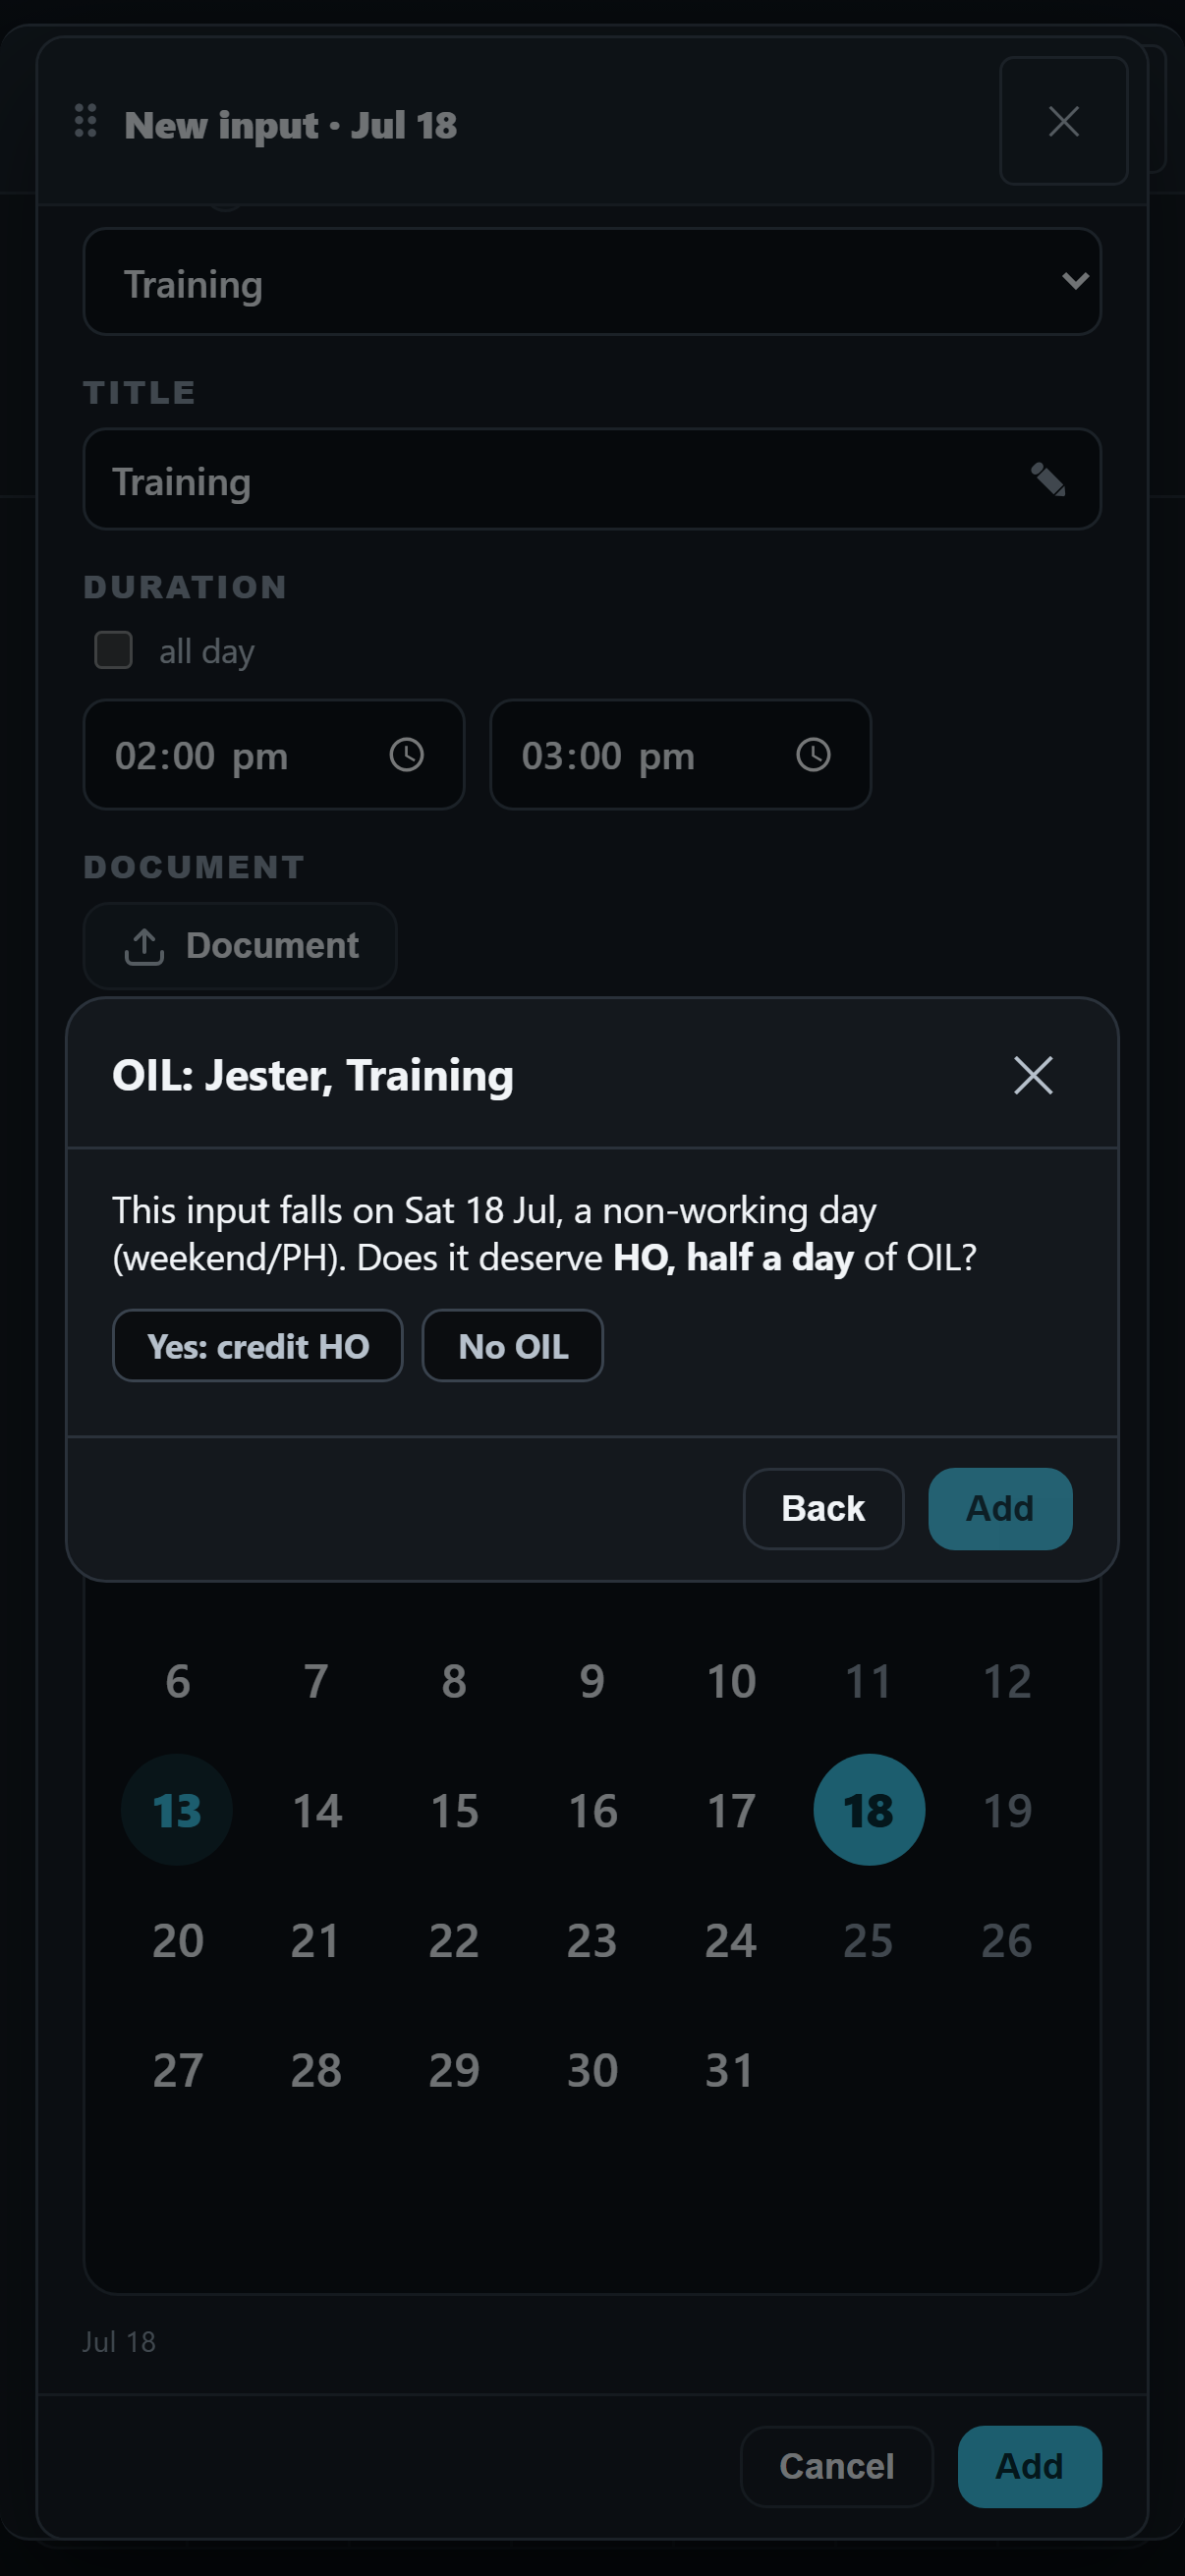 New input · Jul 18
Training
TITLE
Training
DURATION
all day
02:00 pm
03:00 pm
DOCUMENT
Document
OIL: Jester, Training
This input falls on Sat 18 Jul, a non-working day
(weekend/PH). Does it deserve HO, half a day of OIL?
Yes: credit HO
No OIL
Back
Add
6 7 8 9 10 11 12
13 14 15 16 17 18 19
20 21 22 23 24 25 26
27 28 29 30 31
Jul 18
Cancel
Add